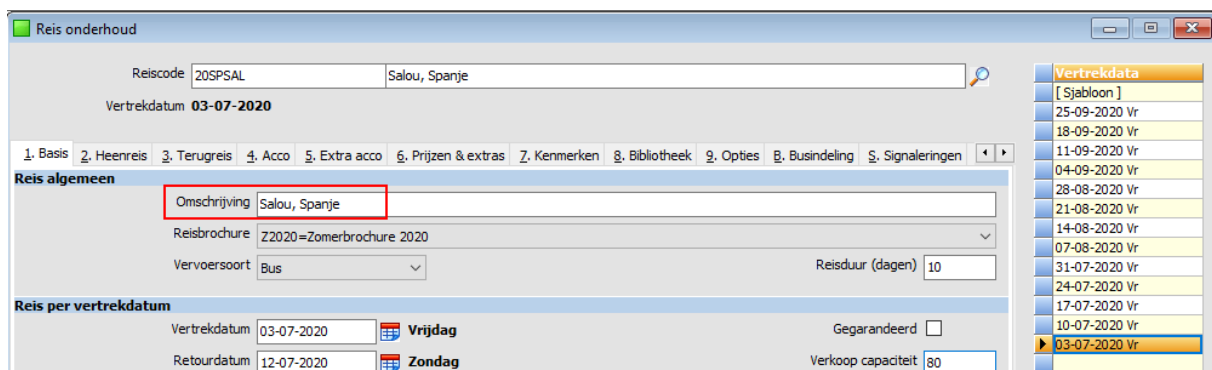 Reis onderhoud
Reiscode 20SPSAL Salou, Spanje
Vertrekdatum 03-07-2020
1. Basis 2. Heenreis 3. Terugreis 4. Acco 5. Extra acco 6. Prijzen & extras 7. Kenmerken 8. Bibliotheek 9. Opties B. Busindeling S. Signaleringen
Reis algemeen
Omschrijving Salou, Spanje
Reisbrochure Z2020=Zomerbrochure 2020
Vervoersoort Bus Reisduur (dagen) 10
Reis per vertrekdatum
Vertrekdatum 03-07-2020 Vrijdag Gegarandeerd
Retourdatum 12-07-2020 Zondag Verkoop capaciteit 80
Vertrekdata
[ Sjabloon ]
25-09-2020 Vr
18-09-2020 Vr
11-09-2020 Vr
04-09-2020 Vr
28-08-2020 Vr
21-08-2020 Vr
14-08-2020 Vr
07-08-2020 Vr
31-07-2020 Vr
24-07-2020 Vr
17-07-2020 Vr
10-07-2020 Vr
03-07-2020 Vr